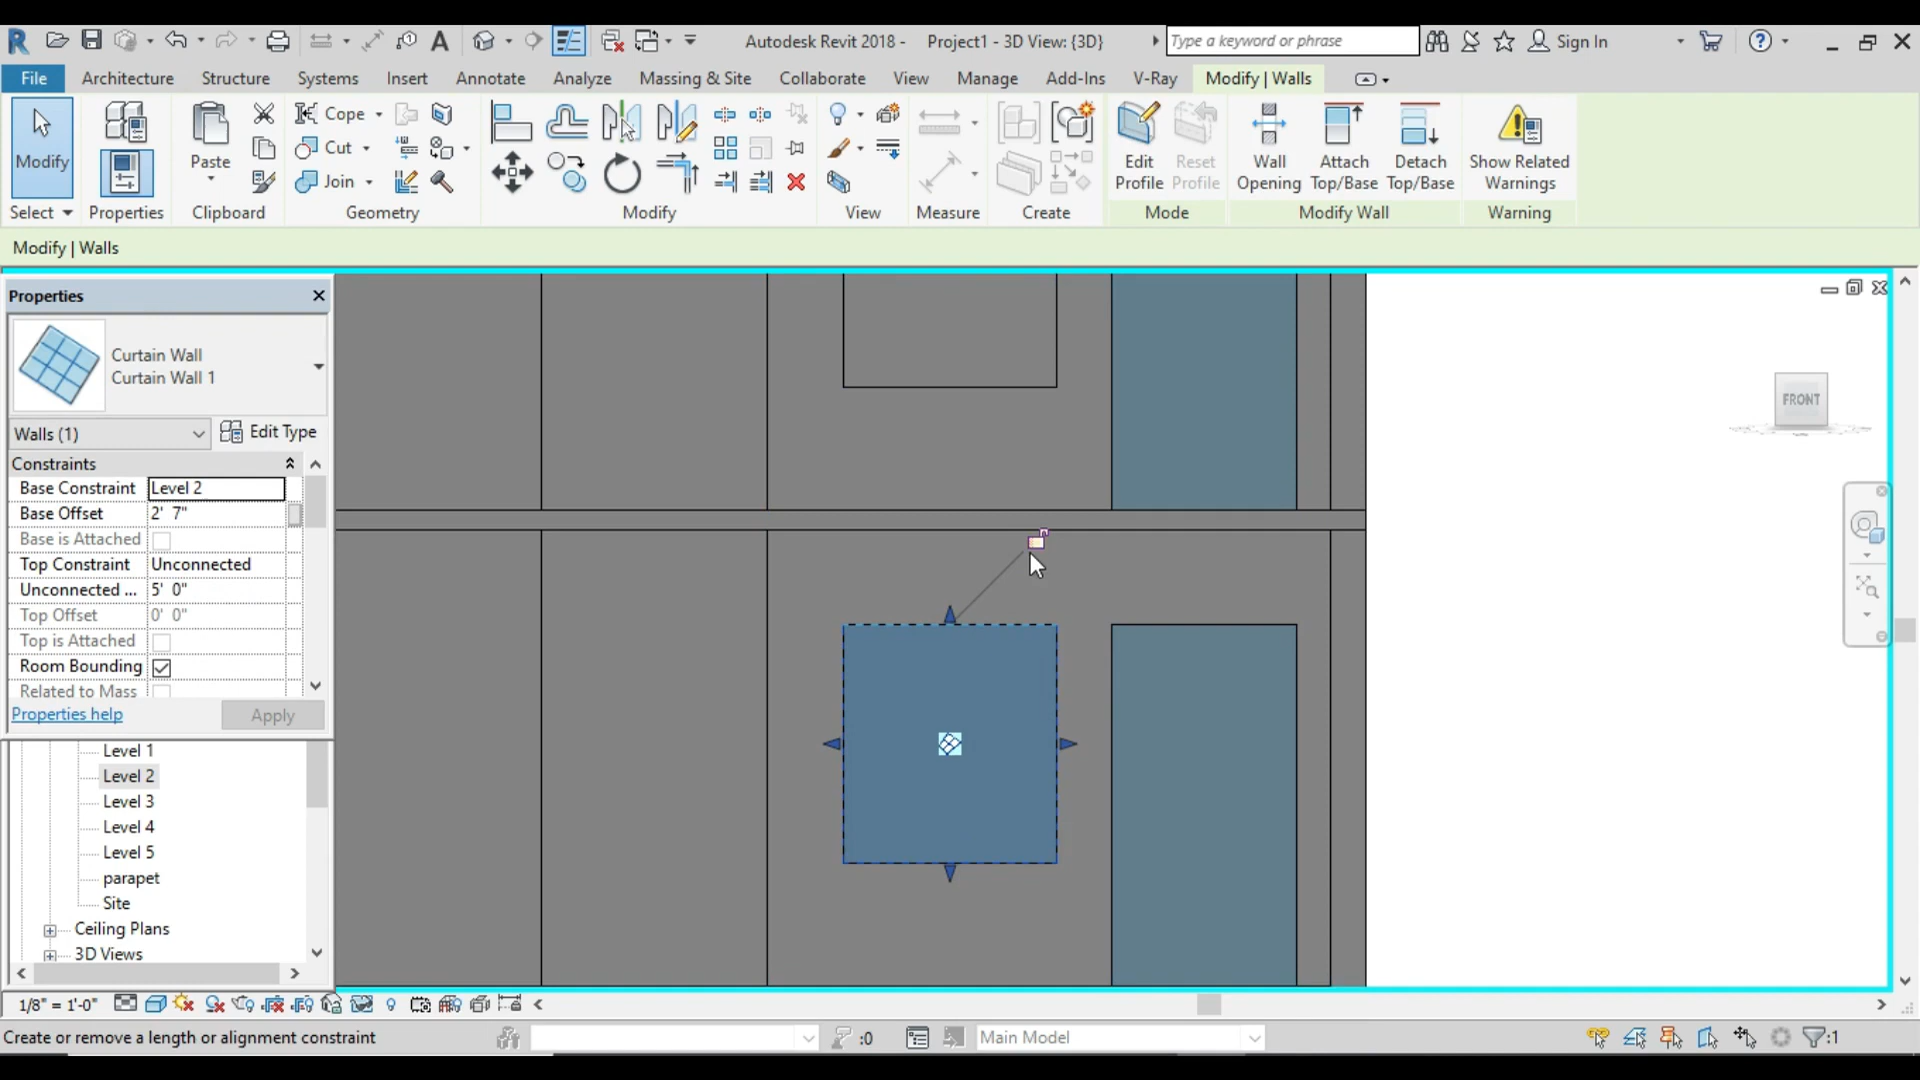 Autodesk Revit 2018 - Project1 - 3D View: {3D}
Type a keyword or phrase
Sign In
File Architecture Structure Systems Insert Annotate Analyze Massing & Site Collaborate View Manage Add-Ins V-Ray Modify | Walls
Modify
Select
Properties
Paste
Clipboard
Cope
Cut
Join
Geometry
Modify
View
Measure
Create
Edit Profile
Reset Profile
Mode
Wall Opening
Attach Top/Base
Detach Top/Base
Modify Wall
Show Related Warnings
Warning
Modify | Walls
Properties
Curtain Wall
Curtain Wall 1
Walls (1)
Edit Type
Constraints
Base Constraint Level 2
Base Offset 2' 7"
Base is Attached
Top Constraint Unconnected
Unconnected ... 5' 0"
Top Offset 0' 0"
Top is Attached
Room Bounding
Related to Mass
Properties help
Apply
Level 1
Level 2
Level 3
Level 4
Level 5
parapet
Site
Ceiling Plans
3D Views
FRONT
1/8" = 1'-0"
Create or remove a length or alignment constraint
:0
Main Model
:1